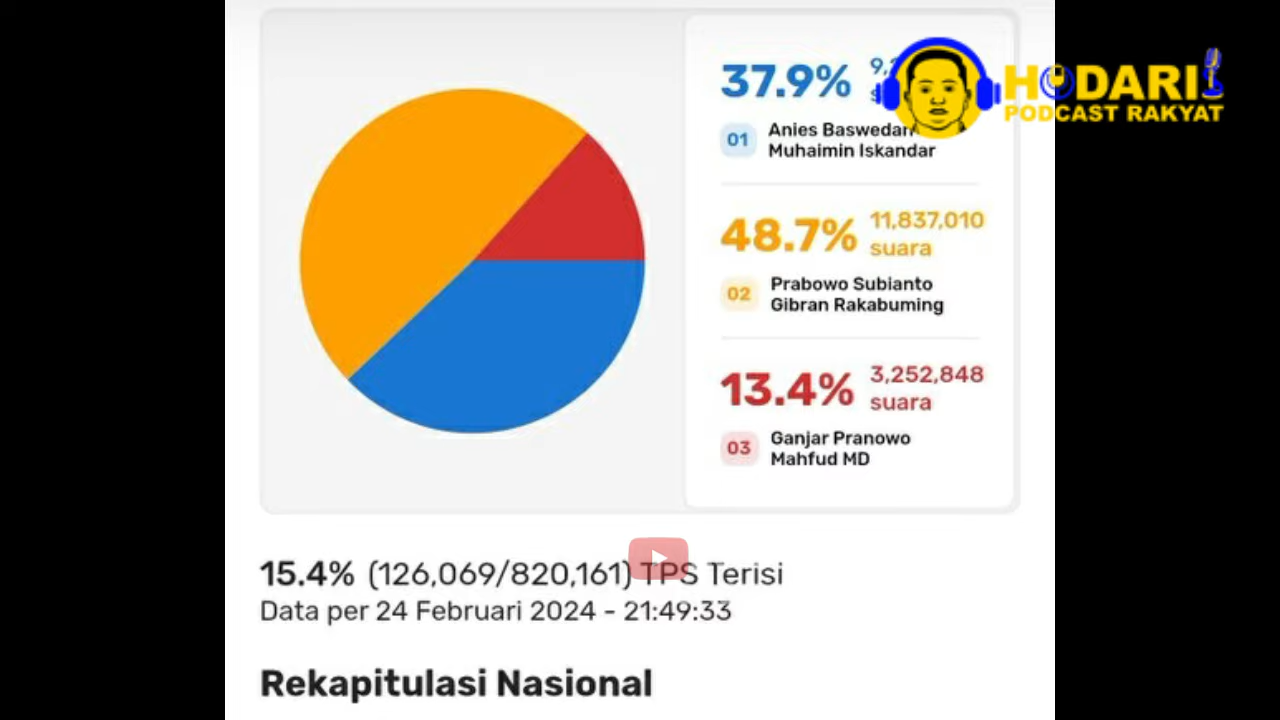 37.9%
01
Anies Baswedan
Muhaimin Iskandar
HODARI
PODCAST RAKYAT
48.7%
11,837,010
suara
02
Prabowo Subianto
Gibran Rakabuming
13.4%
3,252,848
suara
03
Ganjar Pranowo
Mahfud MD
15.4% (126,069/820,161) TPS Terisi
Data per 24 Februari 2024 - 21:49:33
Rekapitulasi Nasional